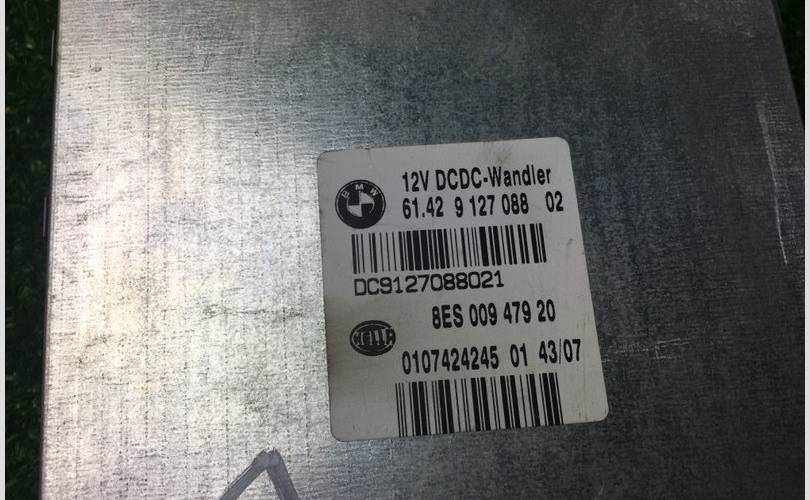 BMW
12V DCDC-Wandler
61.42 9 127 088 02
DC9127088021
8ES 009 479 20
HELLA
0107424245 01 43/07